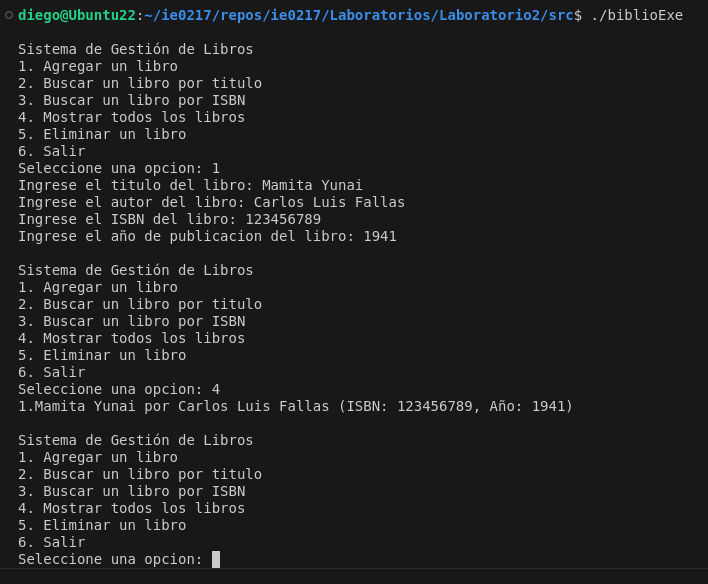 diego@Ubuntu22:~/ie0217/repos/ie0217/Laboratorios/Laboratorio2/src$ ./biblioExe
Sistema de Gestión de Libros
1. Agregar un libro
2. Buscar un libro por titulo
3. Buscar un libro por ISBN
4. Mostrar todos los libros
5. Eliminar un libro
6. Salir
Seleccione una opcion: 1
Ingrese el titulo del libro: Mamita Yunai
Ingrese el autor del libro: Carlos Luis Fallas
Ingrese el ISBN del libro: 123456789
Ingrese el año de publicacion del libro: 1941
Sistema de Gestión de Libros
1. Agregar un libro
2. Buscar un libro por titulo
3. Buscar un libro por ISBN
4. Mostrar todos los libros
5. Eliminar un libro
6. Salir
Seleccione una opcion: 4
1.Mamita Yunai por Carlos Luis Fallas (ISBN: 123456789, Año: 1941)
Sistema de Gestión de Libros
1. Agregar un libro
2. Buscar un libro por titulo
3. Buscar un libro por ISBN
4. Mostrar todos los libros
5. Eliminar un libro
6. Salir
Seleccione una opcion: